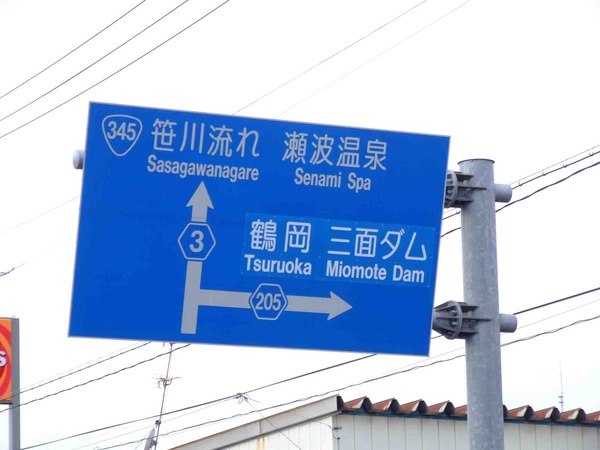 345 笹川流れ 瀬波温泉
Sasagawanagare Senami Spa
3
鶴岡 三面ダム
Tsuruoka Miomote Dam
205